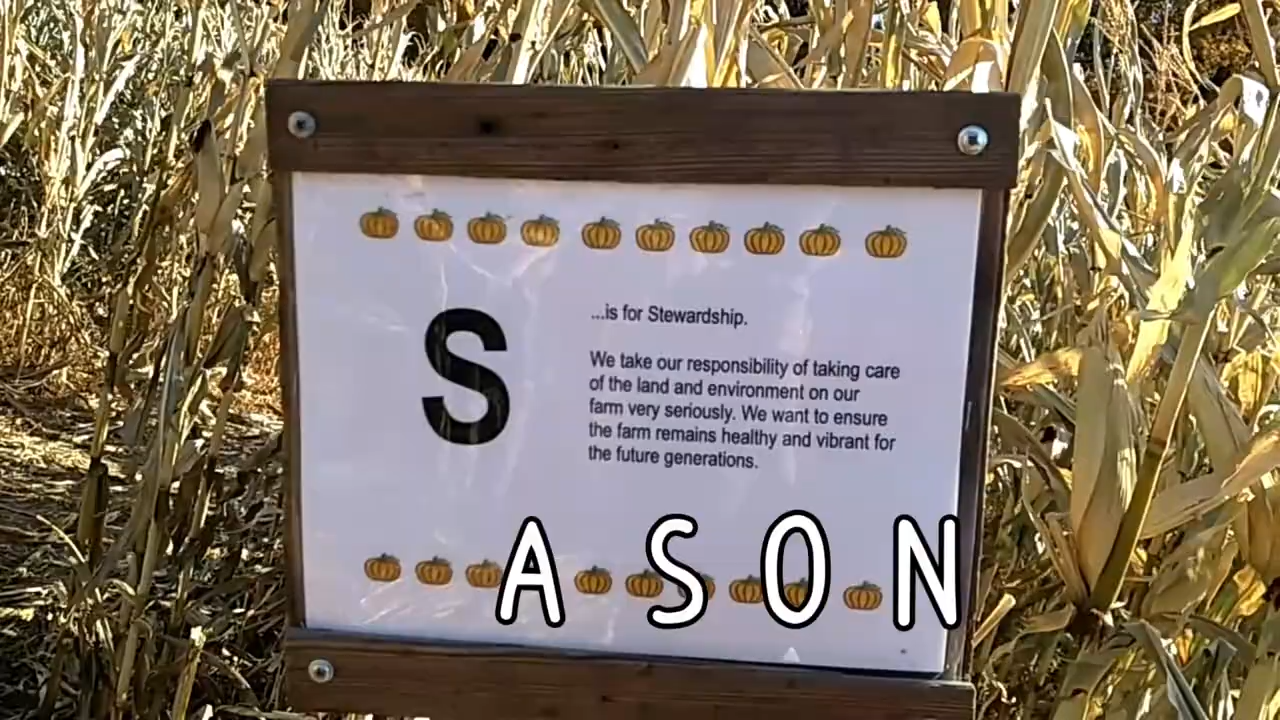 S
...is for Stewardship.
We take our responsibility of taking care
of the land and environment on our
farm very seriously. We want to ensure
the farm remains healthy and vibrant for
the future generations.
A S O N